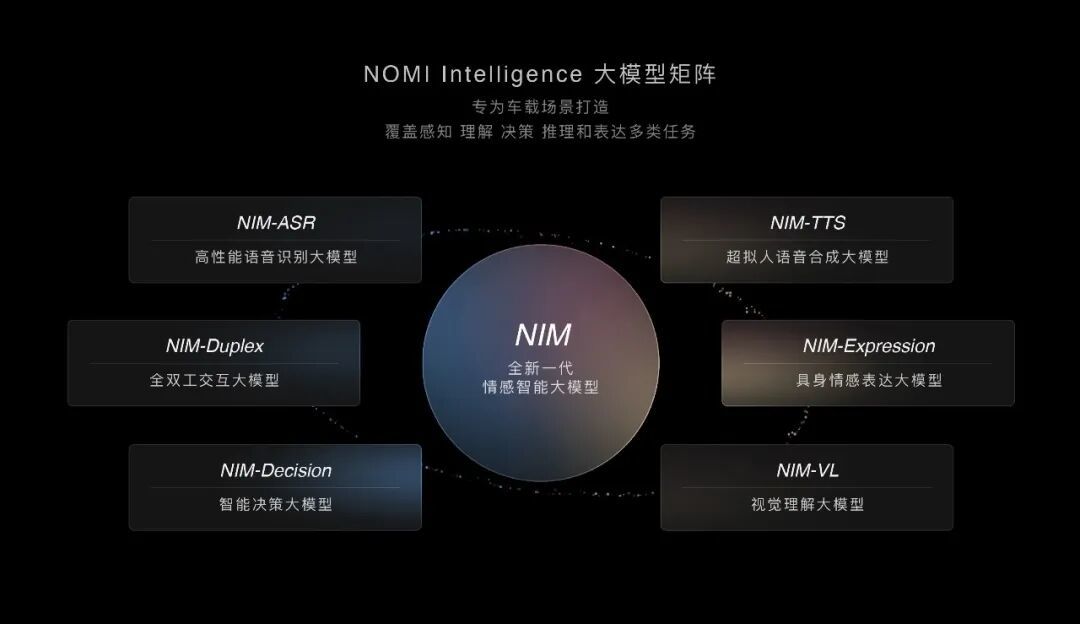 NOMI Intelligence 大模型矩阵
专为车载场景打造
覆盖感知 理解 决策 推理和表达多类任务
NIM-ASR
高性能语音识别大模型
NIM-TTS
超拟人语音合成大模型
NIM-Duplex
全双工交互大模型
NIM
全新一代
情感智能大模型
NIM-Expression
具身情感表达大模型
NIM-Decision
智能决策大模型
NIM-VL
视觉理解大模型